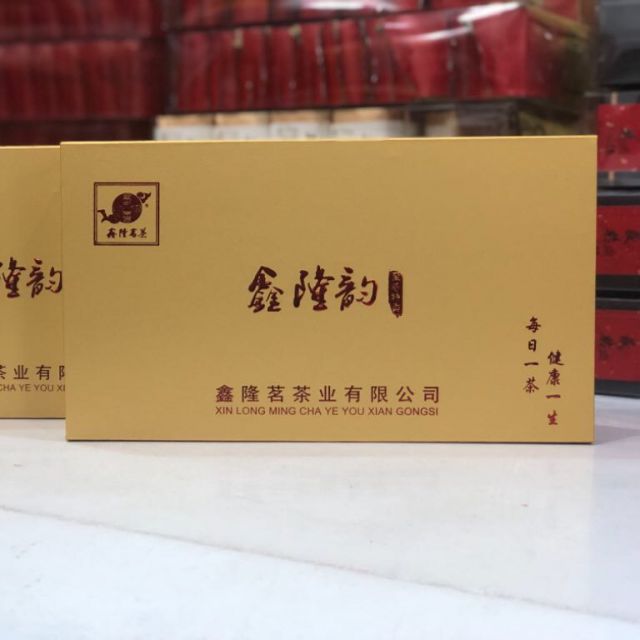 鑫隆茗茶
鑫隆韵
鑫隆茗茶业有限公司
XIN LONG MING CHA YE YOU XIAN GONGSI
每日一茶
健康一生
隆韵
茶业有限
CHA YE YOU XI